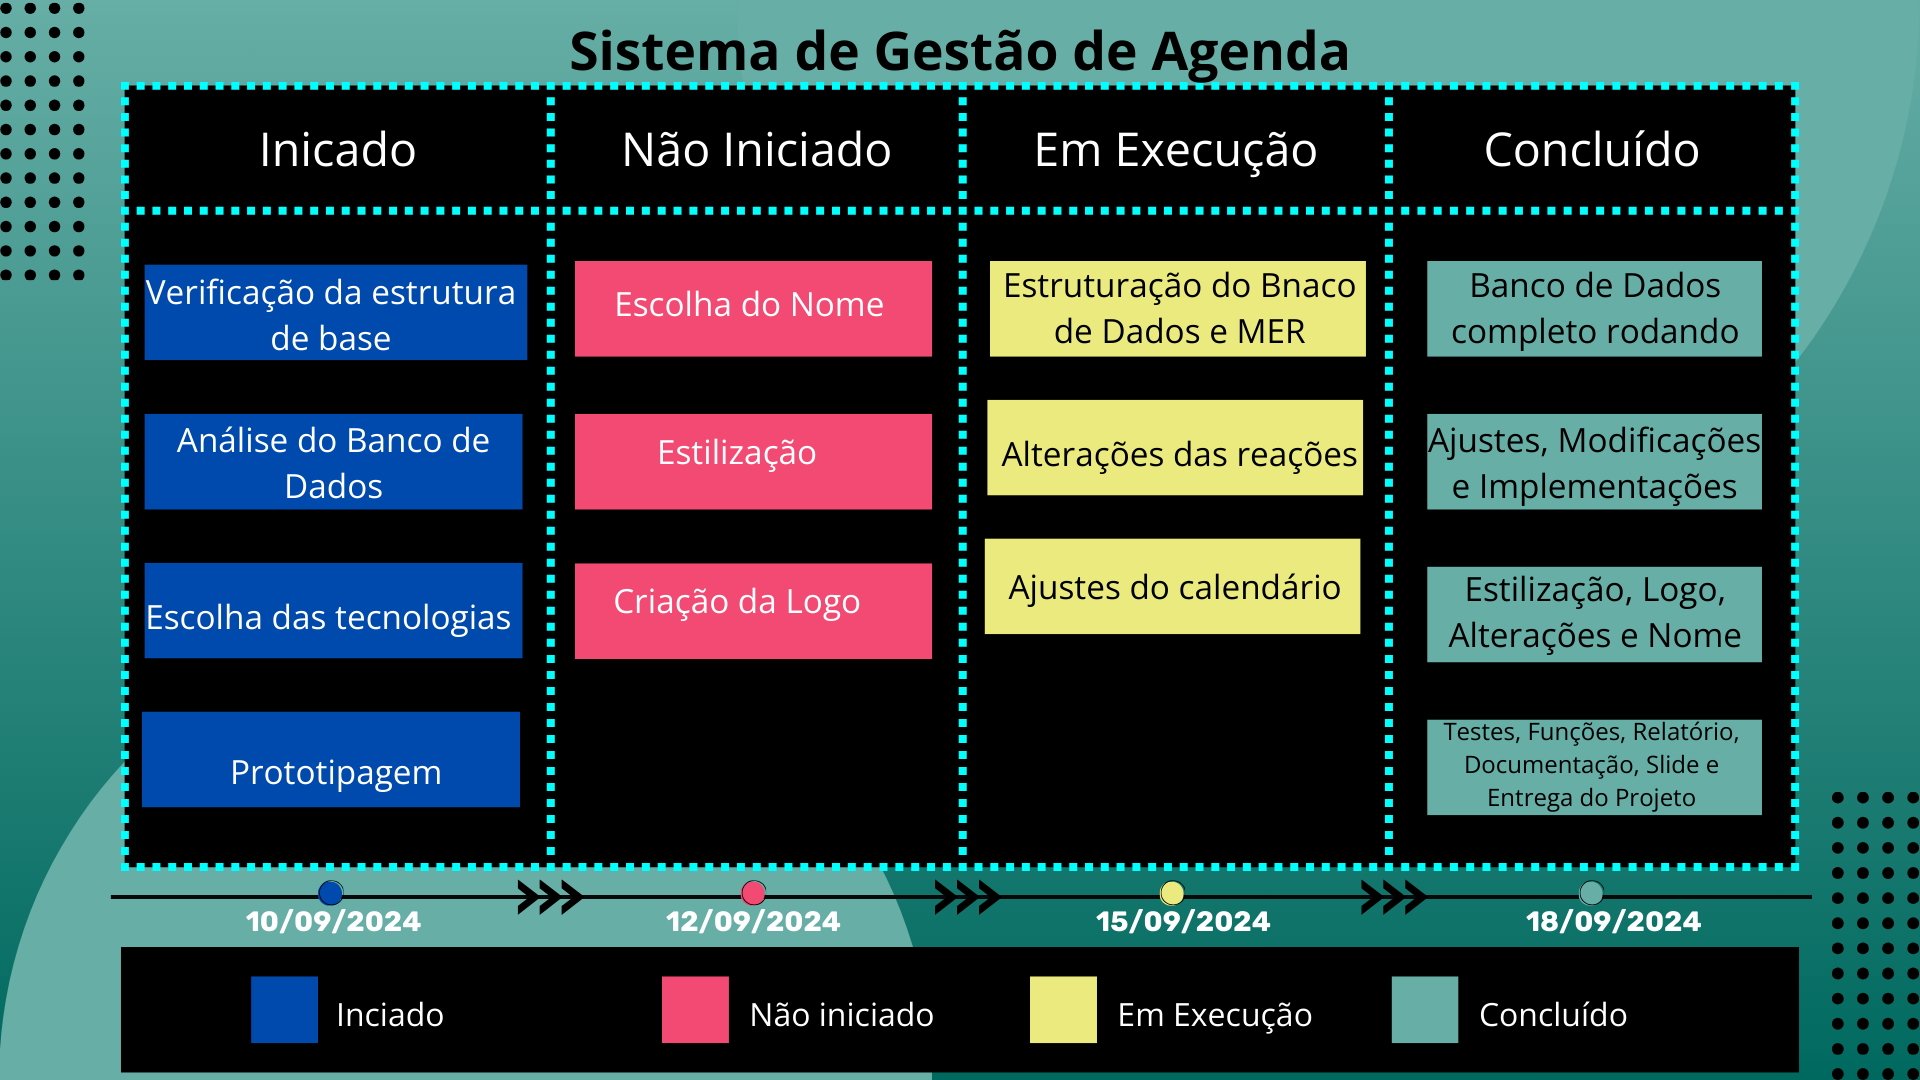 Sistema de Gestão de Agenda
Inicado
Não Iniciado
Em Execução
Concluído
Verificação da estrutura
de base
Análise do Banco de
Dados
Escolha das tecnologias
Prototipagem
Escolha do Nome
Estilização
Criação da Logo
Estruturação do Bnaco
de Dados e MER
Alterações das reações
Ajustes do calendário
Banco de Dados
completo rodando
Ajustes, Modificações
e Implementações
Estilização, Logo,
Alterações e Nome
Testes, Funções, Relatório,
Documentação, Slide e
Entrega do Projeto
10/09/2024
12/09/2024
15/09/2024
18/09/2024
Inciado
Não iniciado
Em Execução
Concluído